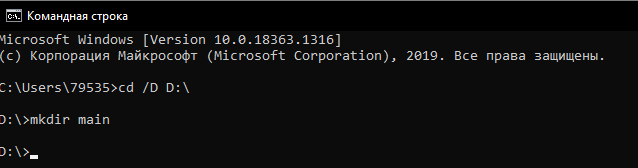 Командная строка
Microsoft Windows [Version 10.0.18363.1316]
(c) Корпорация Майкрософт (Microsoft Corporation), 2019. Все права защищены.
C:\Users\79535>cd /D D:\
D:\>mkdir main
D:\>